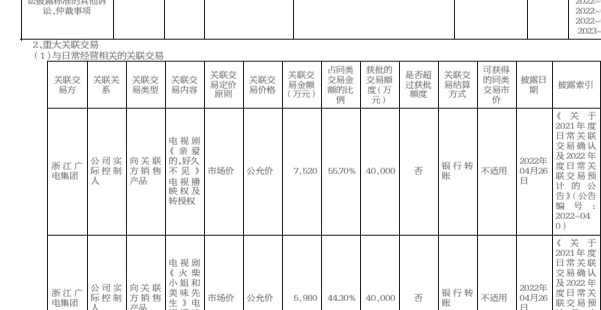 讼披露标准的其他诉
讼、仲裁事项
2022-
2022-
2022-
2023-
2、重大关联交易
（1）与日常经营相关的关联交易
关联交
易方
关联关
系
关联交
易类型
关联交
易内容
关联交
易定价
原则
关联交
易价格
关联交
易金额
（万元）
占同类
交易金
额的比
例
获批的
交易额
度（万
元）
是否超
过获批
额度
关联交
易结算
方式
可获得
的同类
交易市
价
披露日
期
披露索引
浙江广
电集团
公司实
际控制
人
向关联
方销售
产品
电视剧
《亲爱
的,好久
不见》
电视播
映权及
转授权
市场价
公允价
7,520
55.70%
40,000
否
银行转
账
不适用
2022年
04月26
日
《关于
2021年度
日常关联
交易确认
及2022年
度日常关
联交易预
计的公
告》（公告
编号：
2022-04
0）
浙江广
电集团
公司实
际控制
人
向关联
方销售
产品
电视剧
《火柴
小姐和
美味先
生》电
市场价
公允价
5,980
44.30%
40,000
否
银行转
账
不适用
2022年
04月26
日
《关于
2021年度
日常关联
交易确认
及2022年
度日常关
联交易预